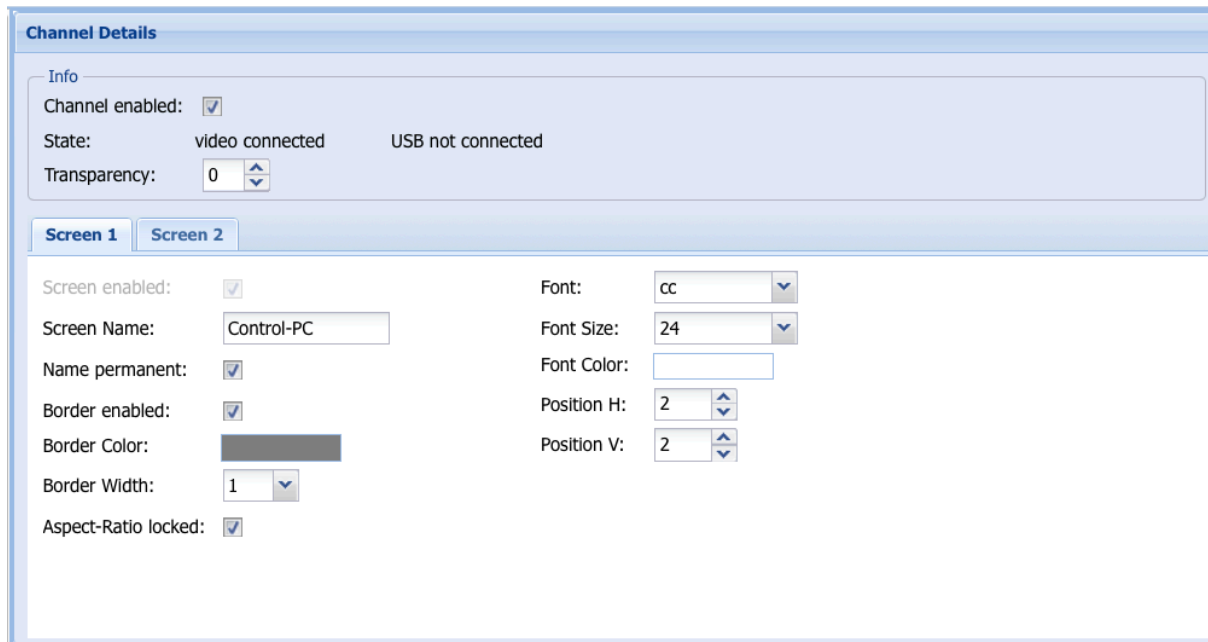 Channel Details
Info
Channel enabled:
State: video connected USB not connected
Transparency: 0
Screen 1 Screen 2
Screen enabled:
Screen Name: Control-PC
Name permanent:
Border enabled:
Border Color:
Border Width: 1
Aspect-Ratio locked:
Font: cc
Font Size: 24
Font Color:
Position H: 2
Position V: 2